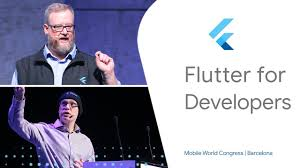 Flutter for
Developers
Mobile World Congress | Barcelona